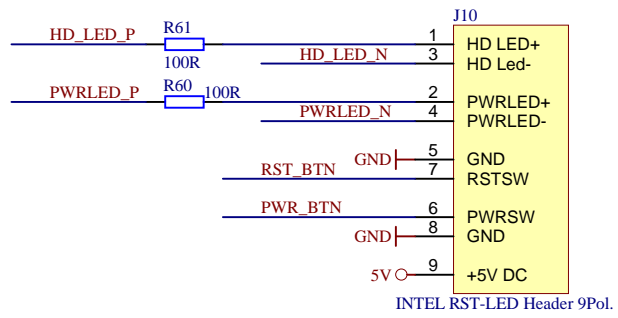 J10
HD_LED_P R61 1 HD LED+
100R HD_LED_N 3 HD Led-
PWRLED_P R60 100R 2 PWRLED+
PWRLED_N 4 PWRLED-
GND 5 GND
RST_BTN 7 RSTSW
PWR_BTN 6 PWRSW
GND 8 GND
5V 9 +5V DC
INTEL RST-LED Header 9Pol.